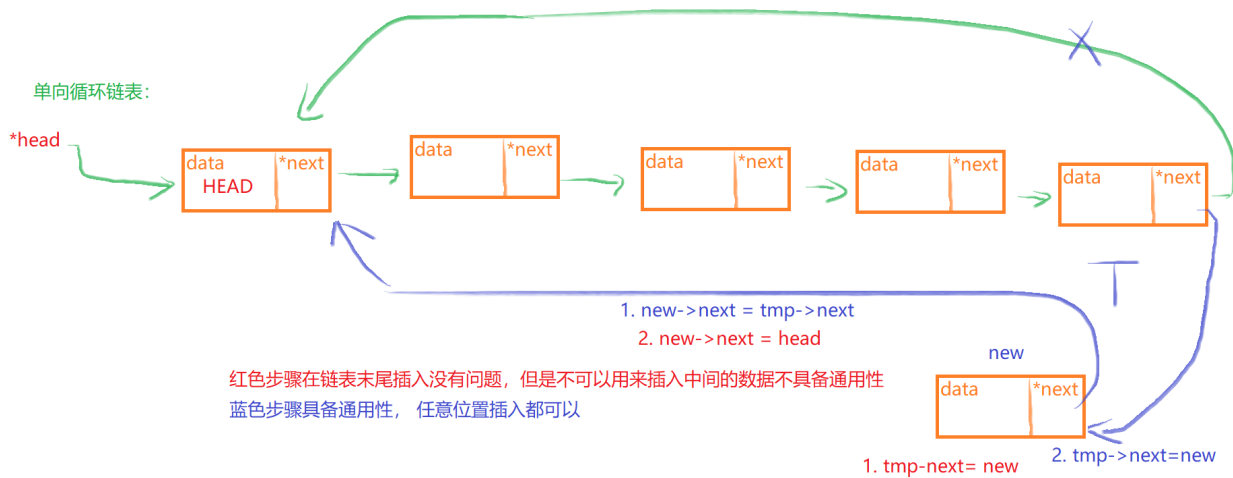 单向循环链表：
*head
data *next
HEAD
data *next
data *next
data *next
data *next
T
1. new->next = tmp->next
2. new->next = head
new
红色步骤在链表末尾插入没有问题，但是不可以用来插入中间的数据不具备通用性
蓝色步骤具备通用性， 任意位置插入都可以
data *next
2. tmp->next=new
1. tmp-next= new